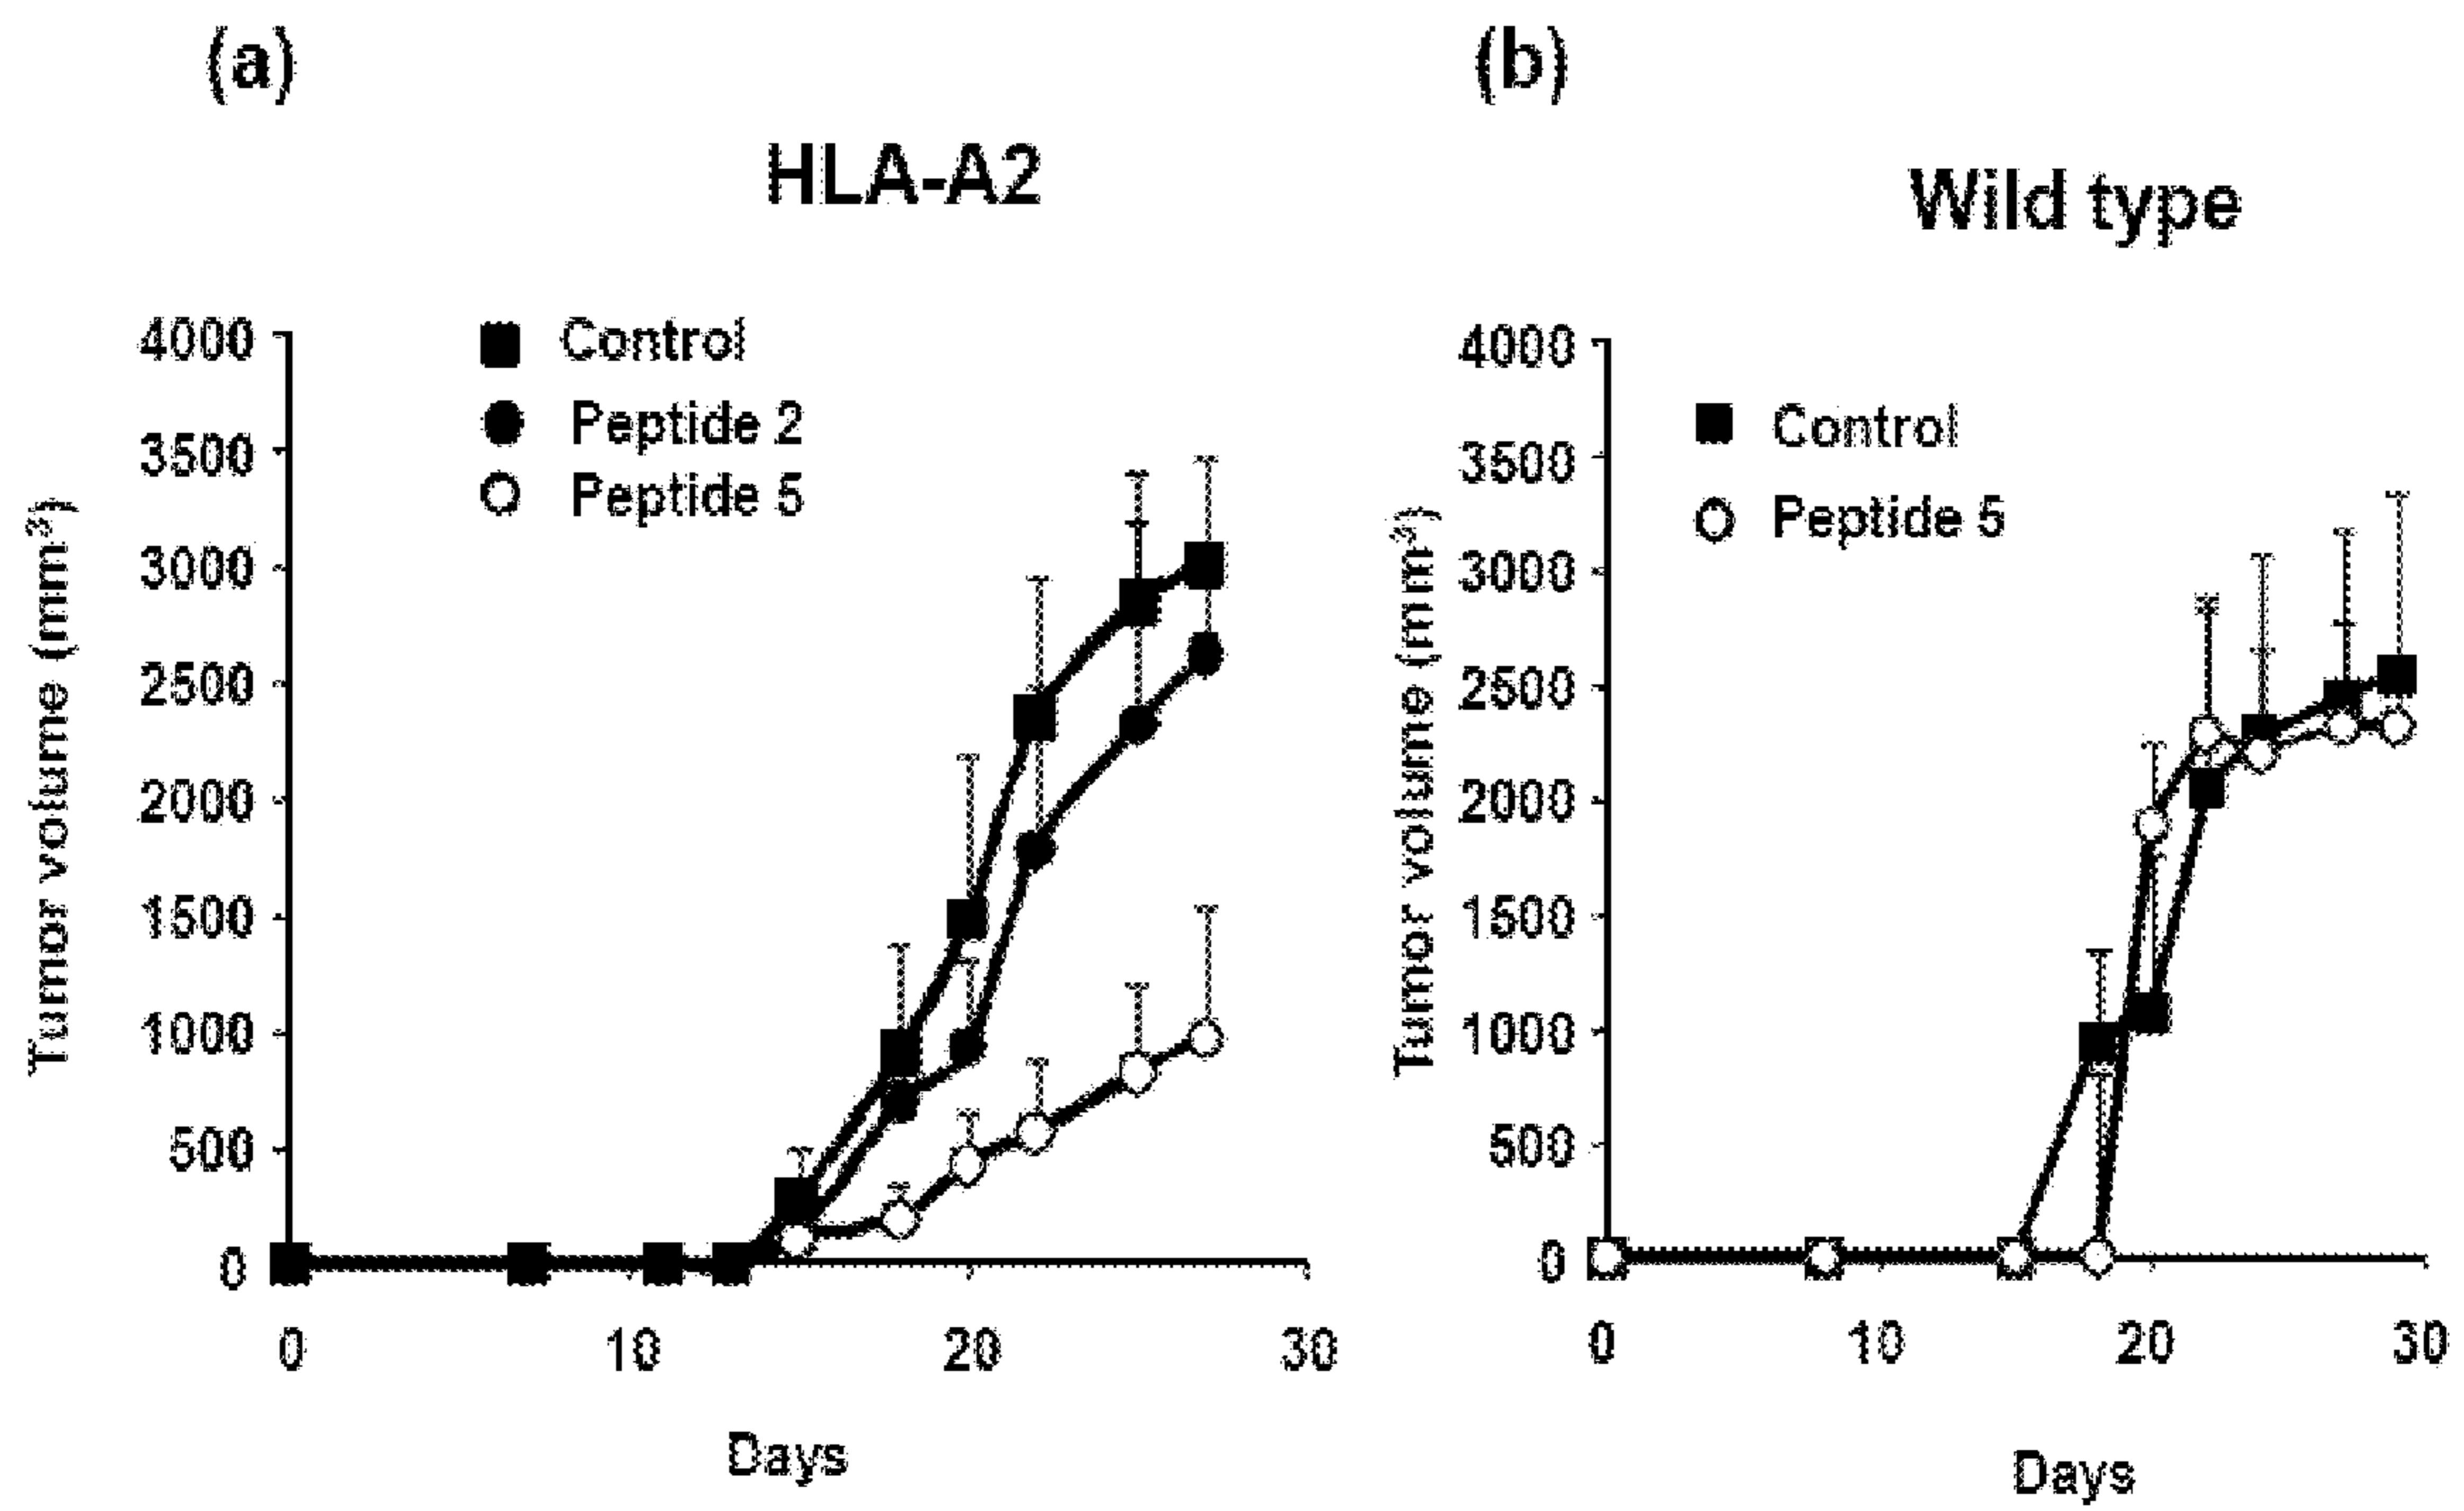 (a)
HLA-A2
Control
Peptide 2
Peptide 5
Tumor volume (mm³)
4000
3500
3000
2500
2000
1500
1000
500
0
0 10 20 30
Days
(b)
Wild type
Control
Peptide 5
Tumor volume (mm³)
4000
3500
3000
2500
2000
1500
1000
500
0
0 10 20 30
Days